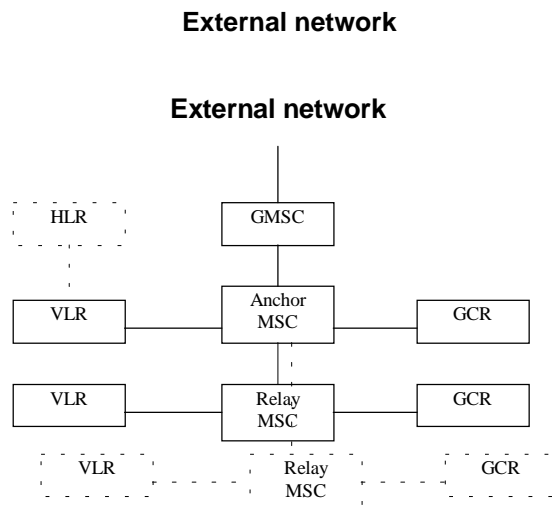 External network
External network
HLR
GMSC
VLR
Anchor
MSC
GCR
VLR
Relay
MSC
GCR
VLR
Relay
MSC
GCR